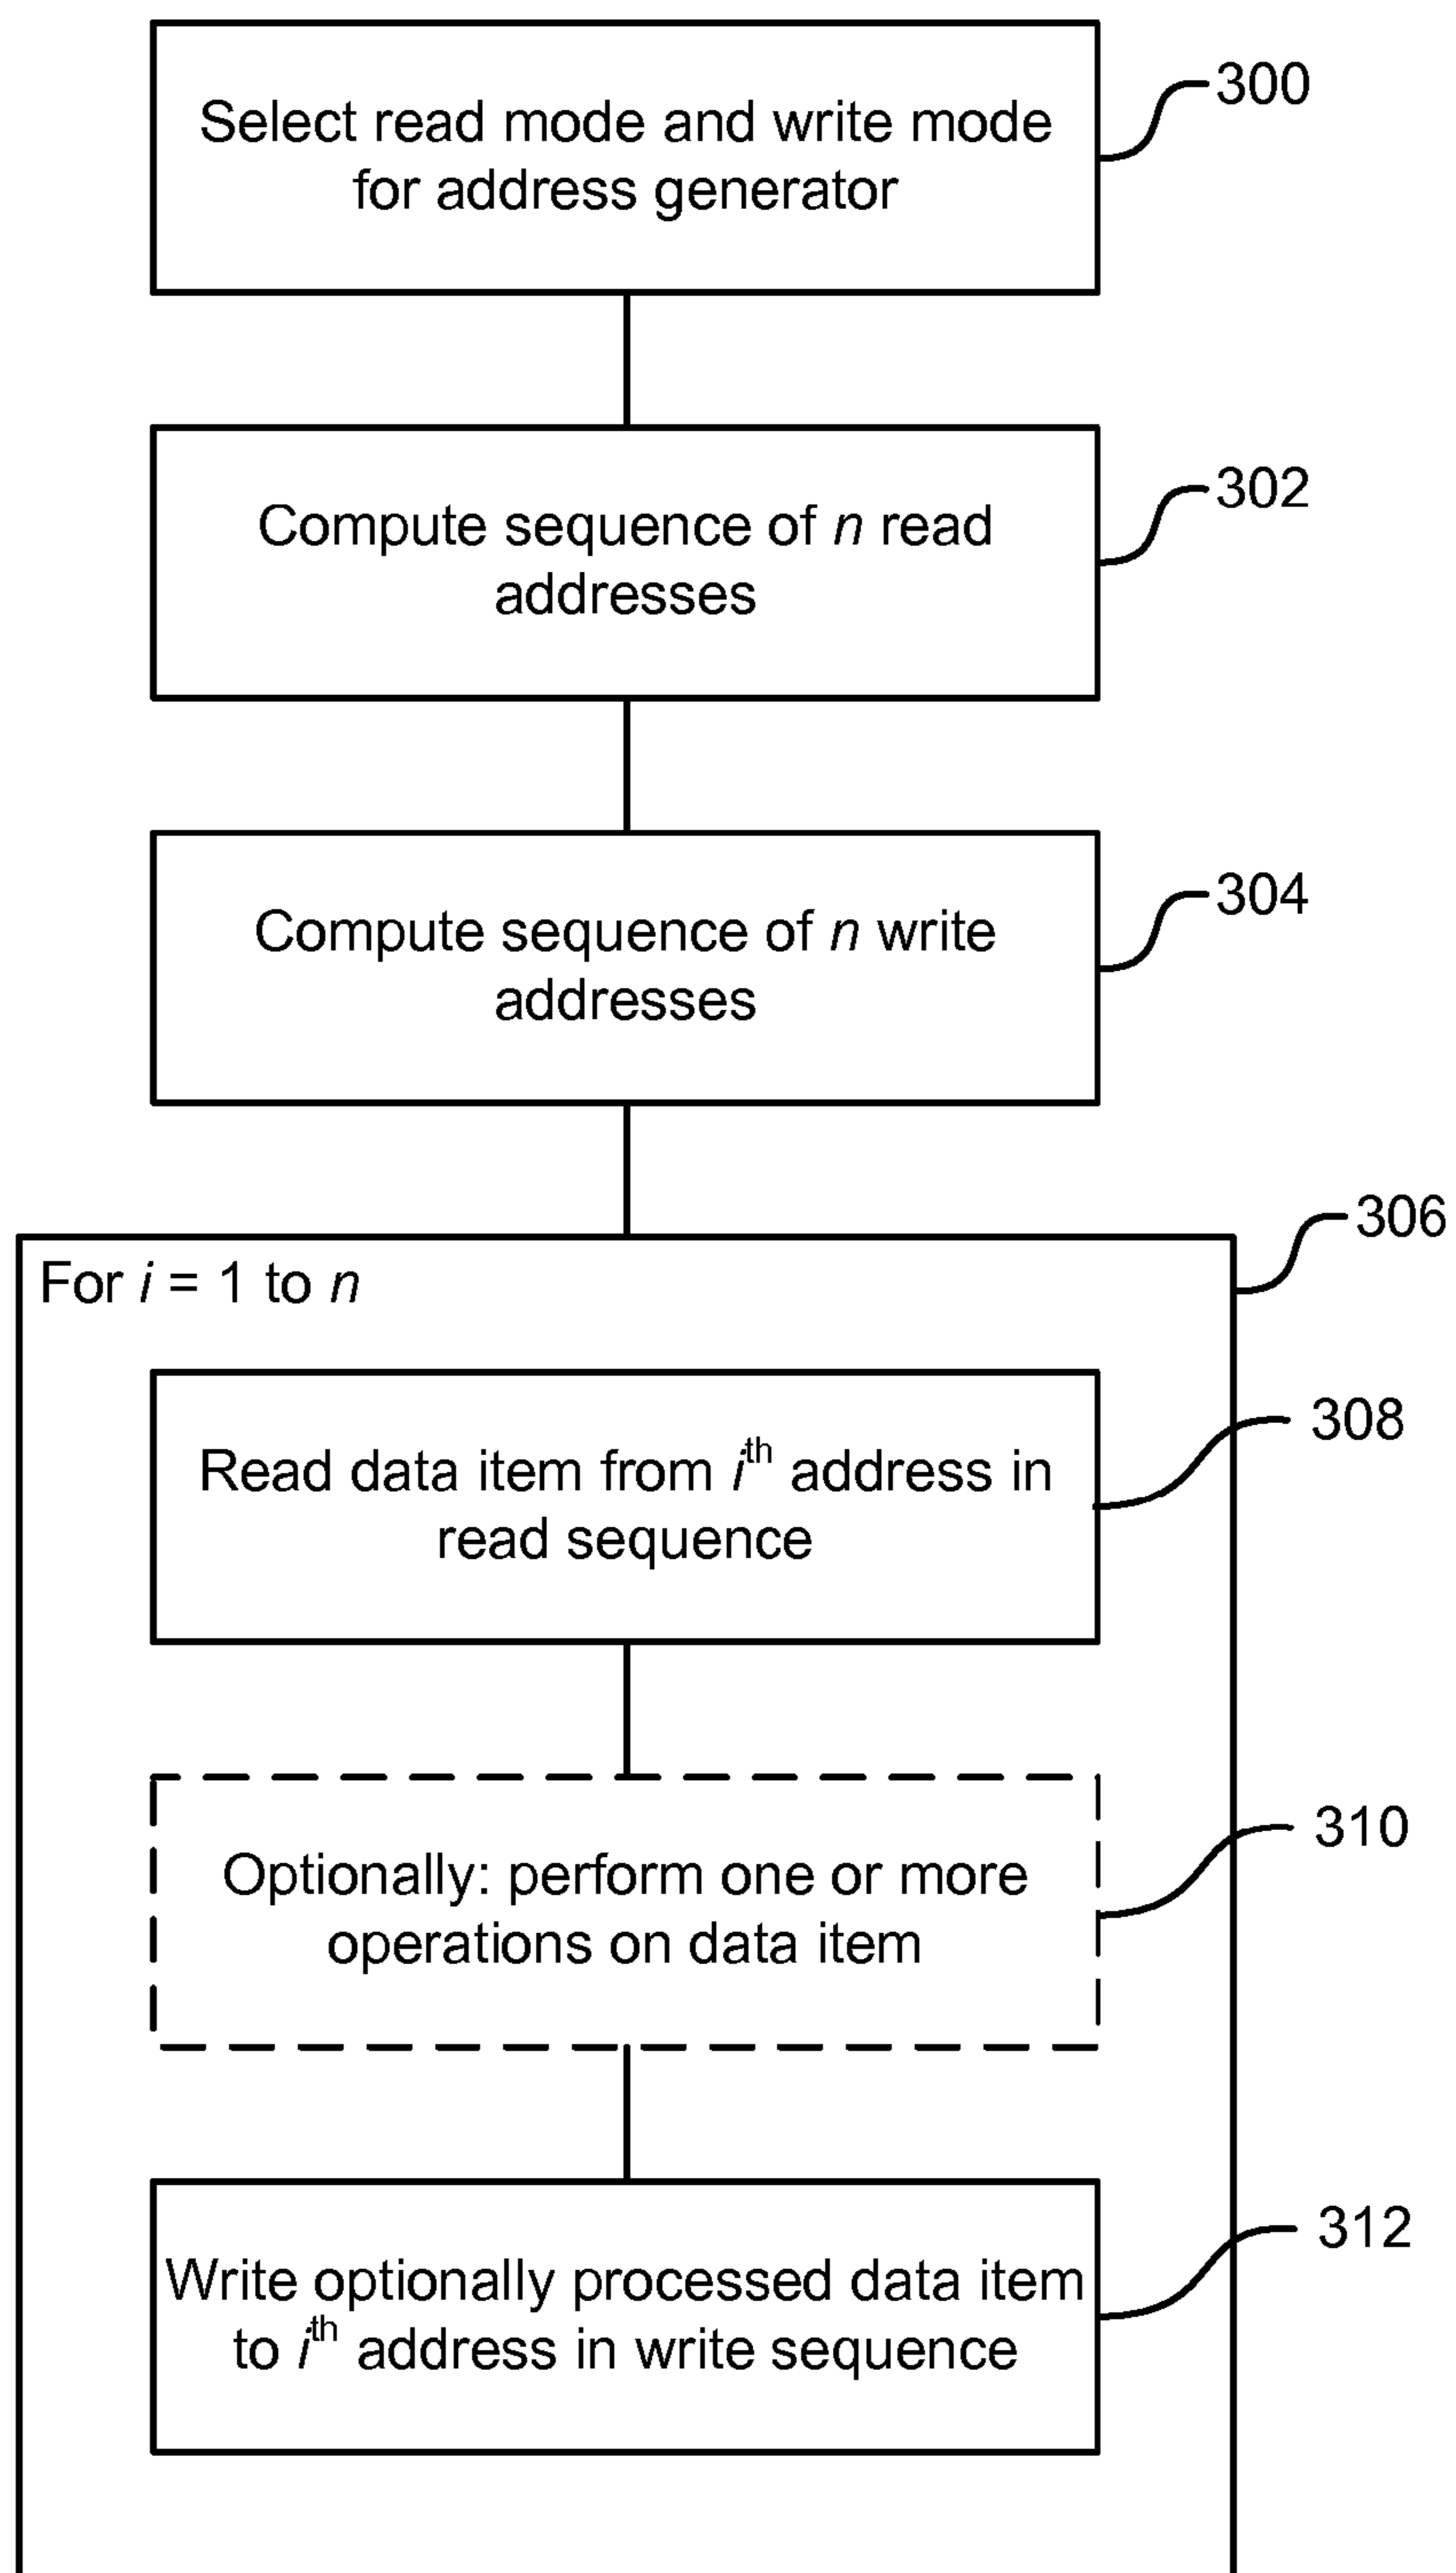 Select read mode and write mode
for address generator
300
Compute sequence of n read
addresses
302
Compute sequence of n write
addresses
304
306
For i = 1 to n
Read data item from ith address in
read sequence
308
Optionally: perform one or more
operations on data item
310
Write optionally processed data item
to ith address in write sequence
312